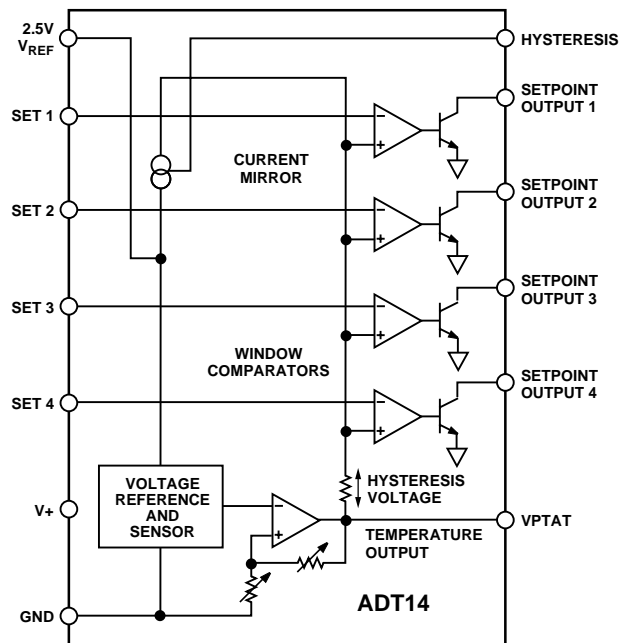 2.5V
VREF
HYSTERESIS
SETPOINT
OUTPUT 1
SET 1
−
+
CURRENT
MIRROR
SETPOINT
OUTPUT 2
SET 2
−
+
SETPOINT
OUTPUT 3
SET 3
−
+
WINDOW
COMPARATORS
SETPOINT
OUTPUT 4
SET 4
−
+
VOLTAGE
REFERENCE
AND
SENSOR
HYSTERESIS
VOLTAGE
V+
−
+
TEMPERATURE
OUTPUT
VPTAT
GND
ADT14